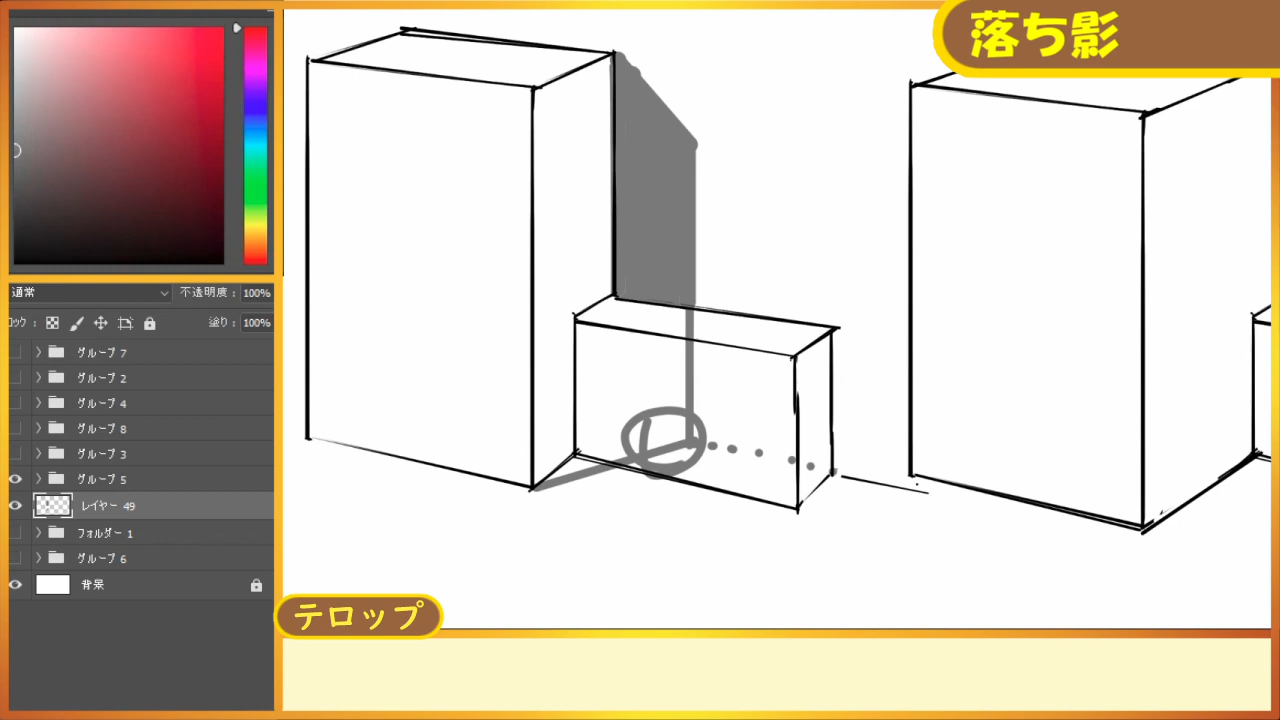 落ち影
通常
不透明度 : 100%
ロック :
塗り : 100%
グループ 7
グループ 2
グループ 4
グループ 8
グループ 3
グループ 5
レイヤー 49
フォルダー 1
グループ 6
背景
テロップ